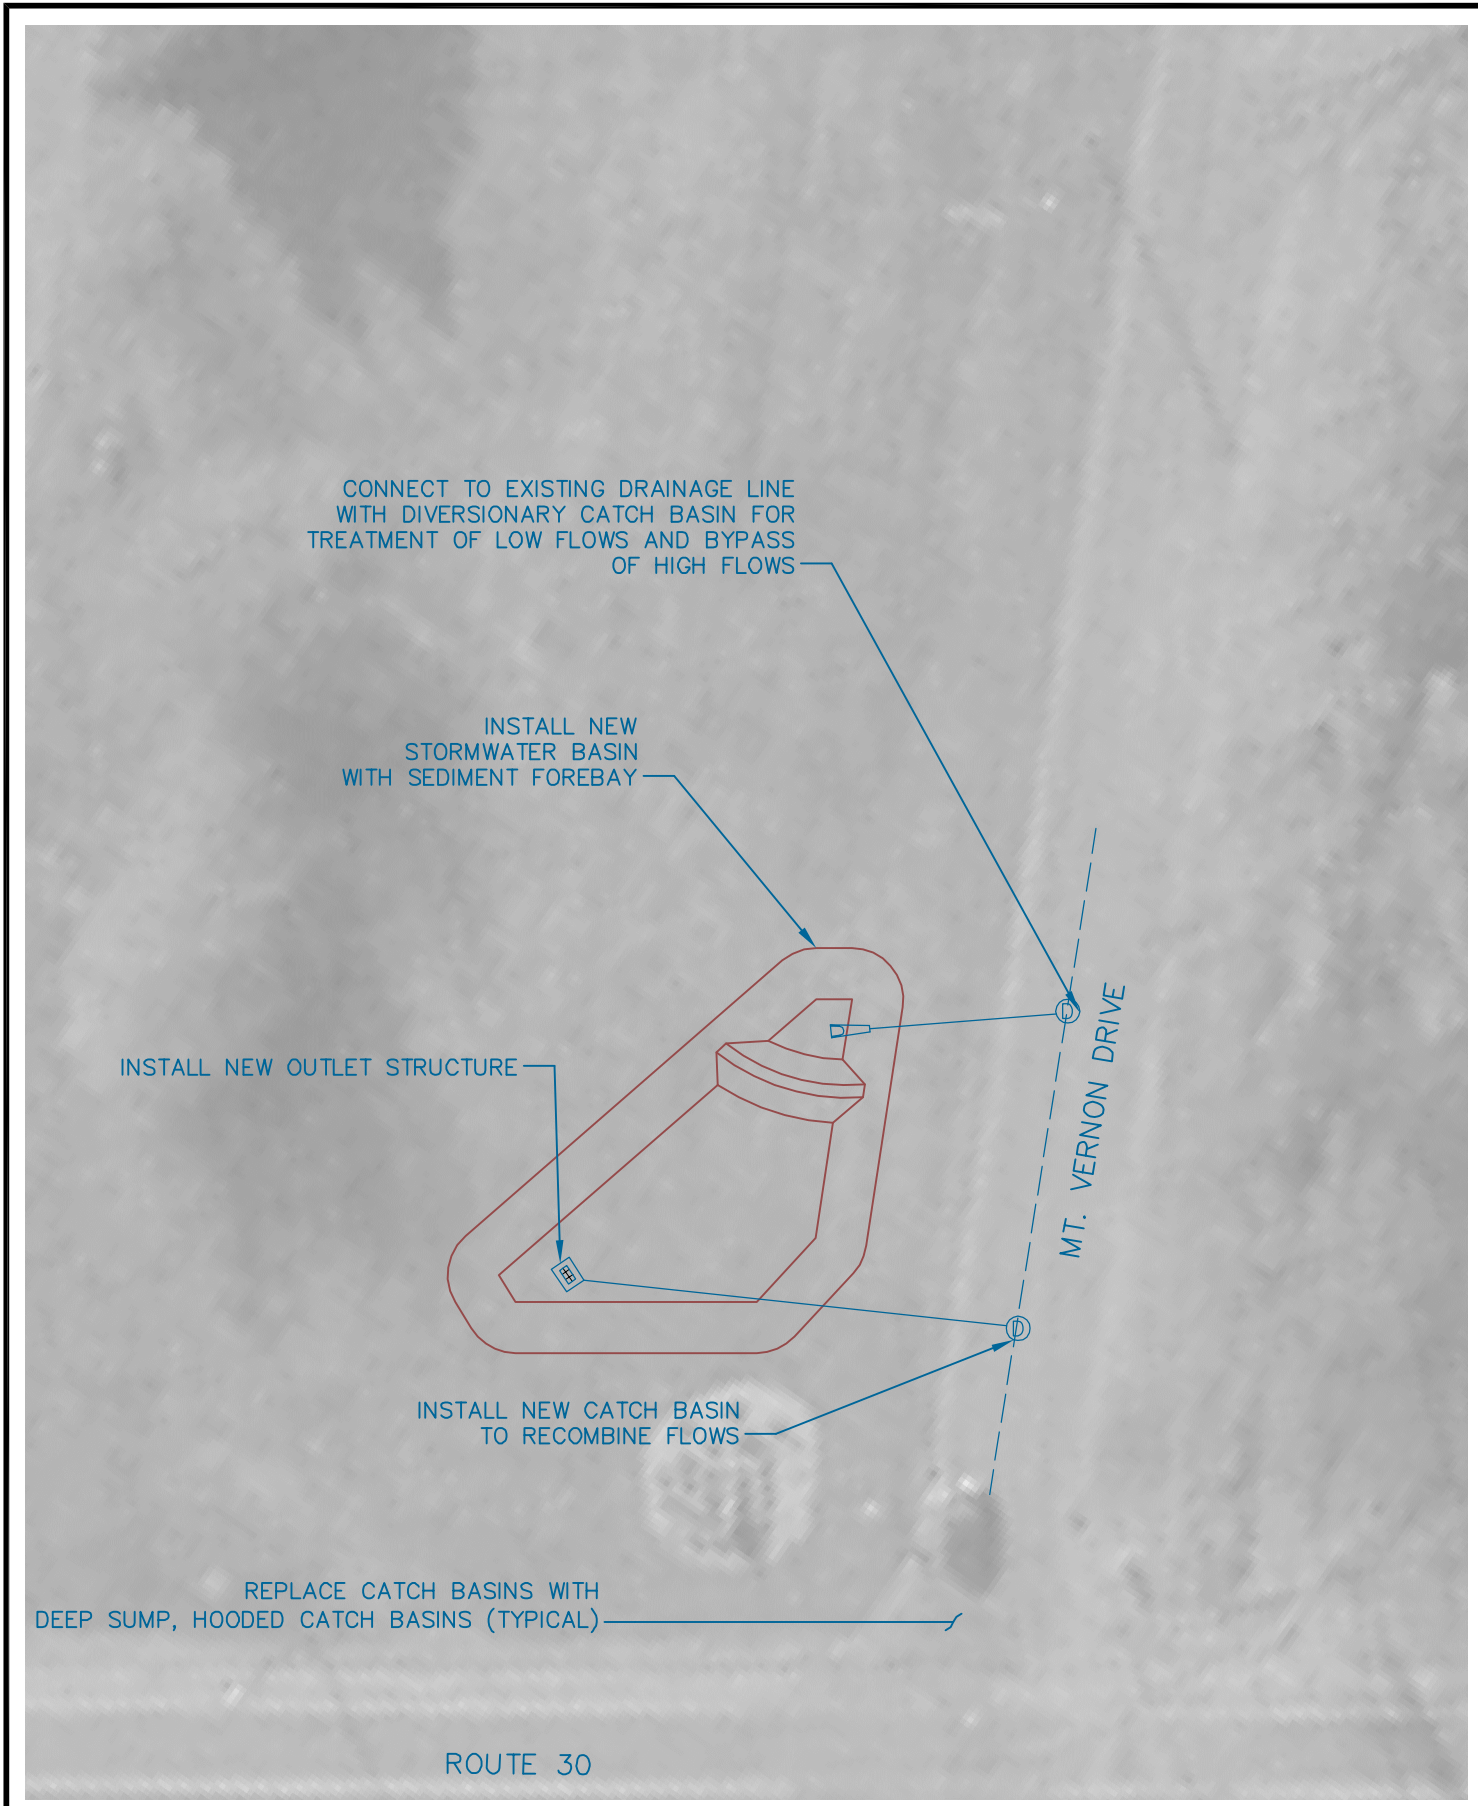 CONNECT TO EXISTING DRAINAGE LINE
WITH DIVERSIONARY CATCH BASIN FOR
TREATMENT OF LOW FLOWS AND BYPASS
OF HIGH FLOWS
INSTALL NEW
STORMWATER BASIN
WITH SEDIMENT FOREBAY
INSTALL NEW OUTLET STRUCTURE
D
D
MT. VERNON DRIVE
D
INSTALL NEW CATCH BASIN
TO RECOMBINE FLOWS
REPLACE CATCH BASINS WITH
DEEP SUMP, HOODED CATCH BASINS (TYPICAL)
ROUTE 30